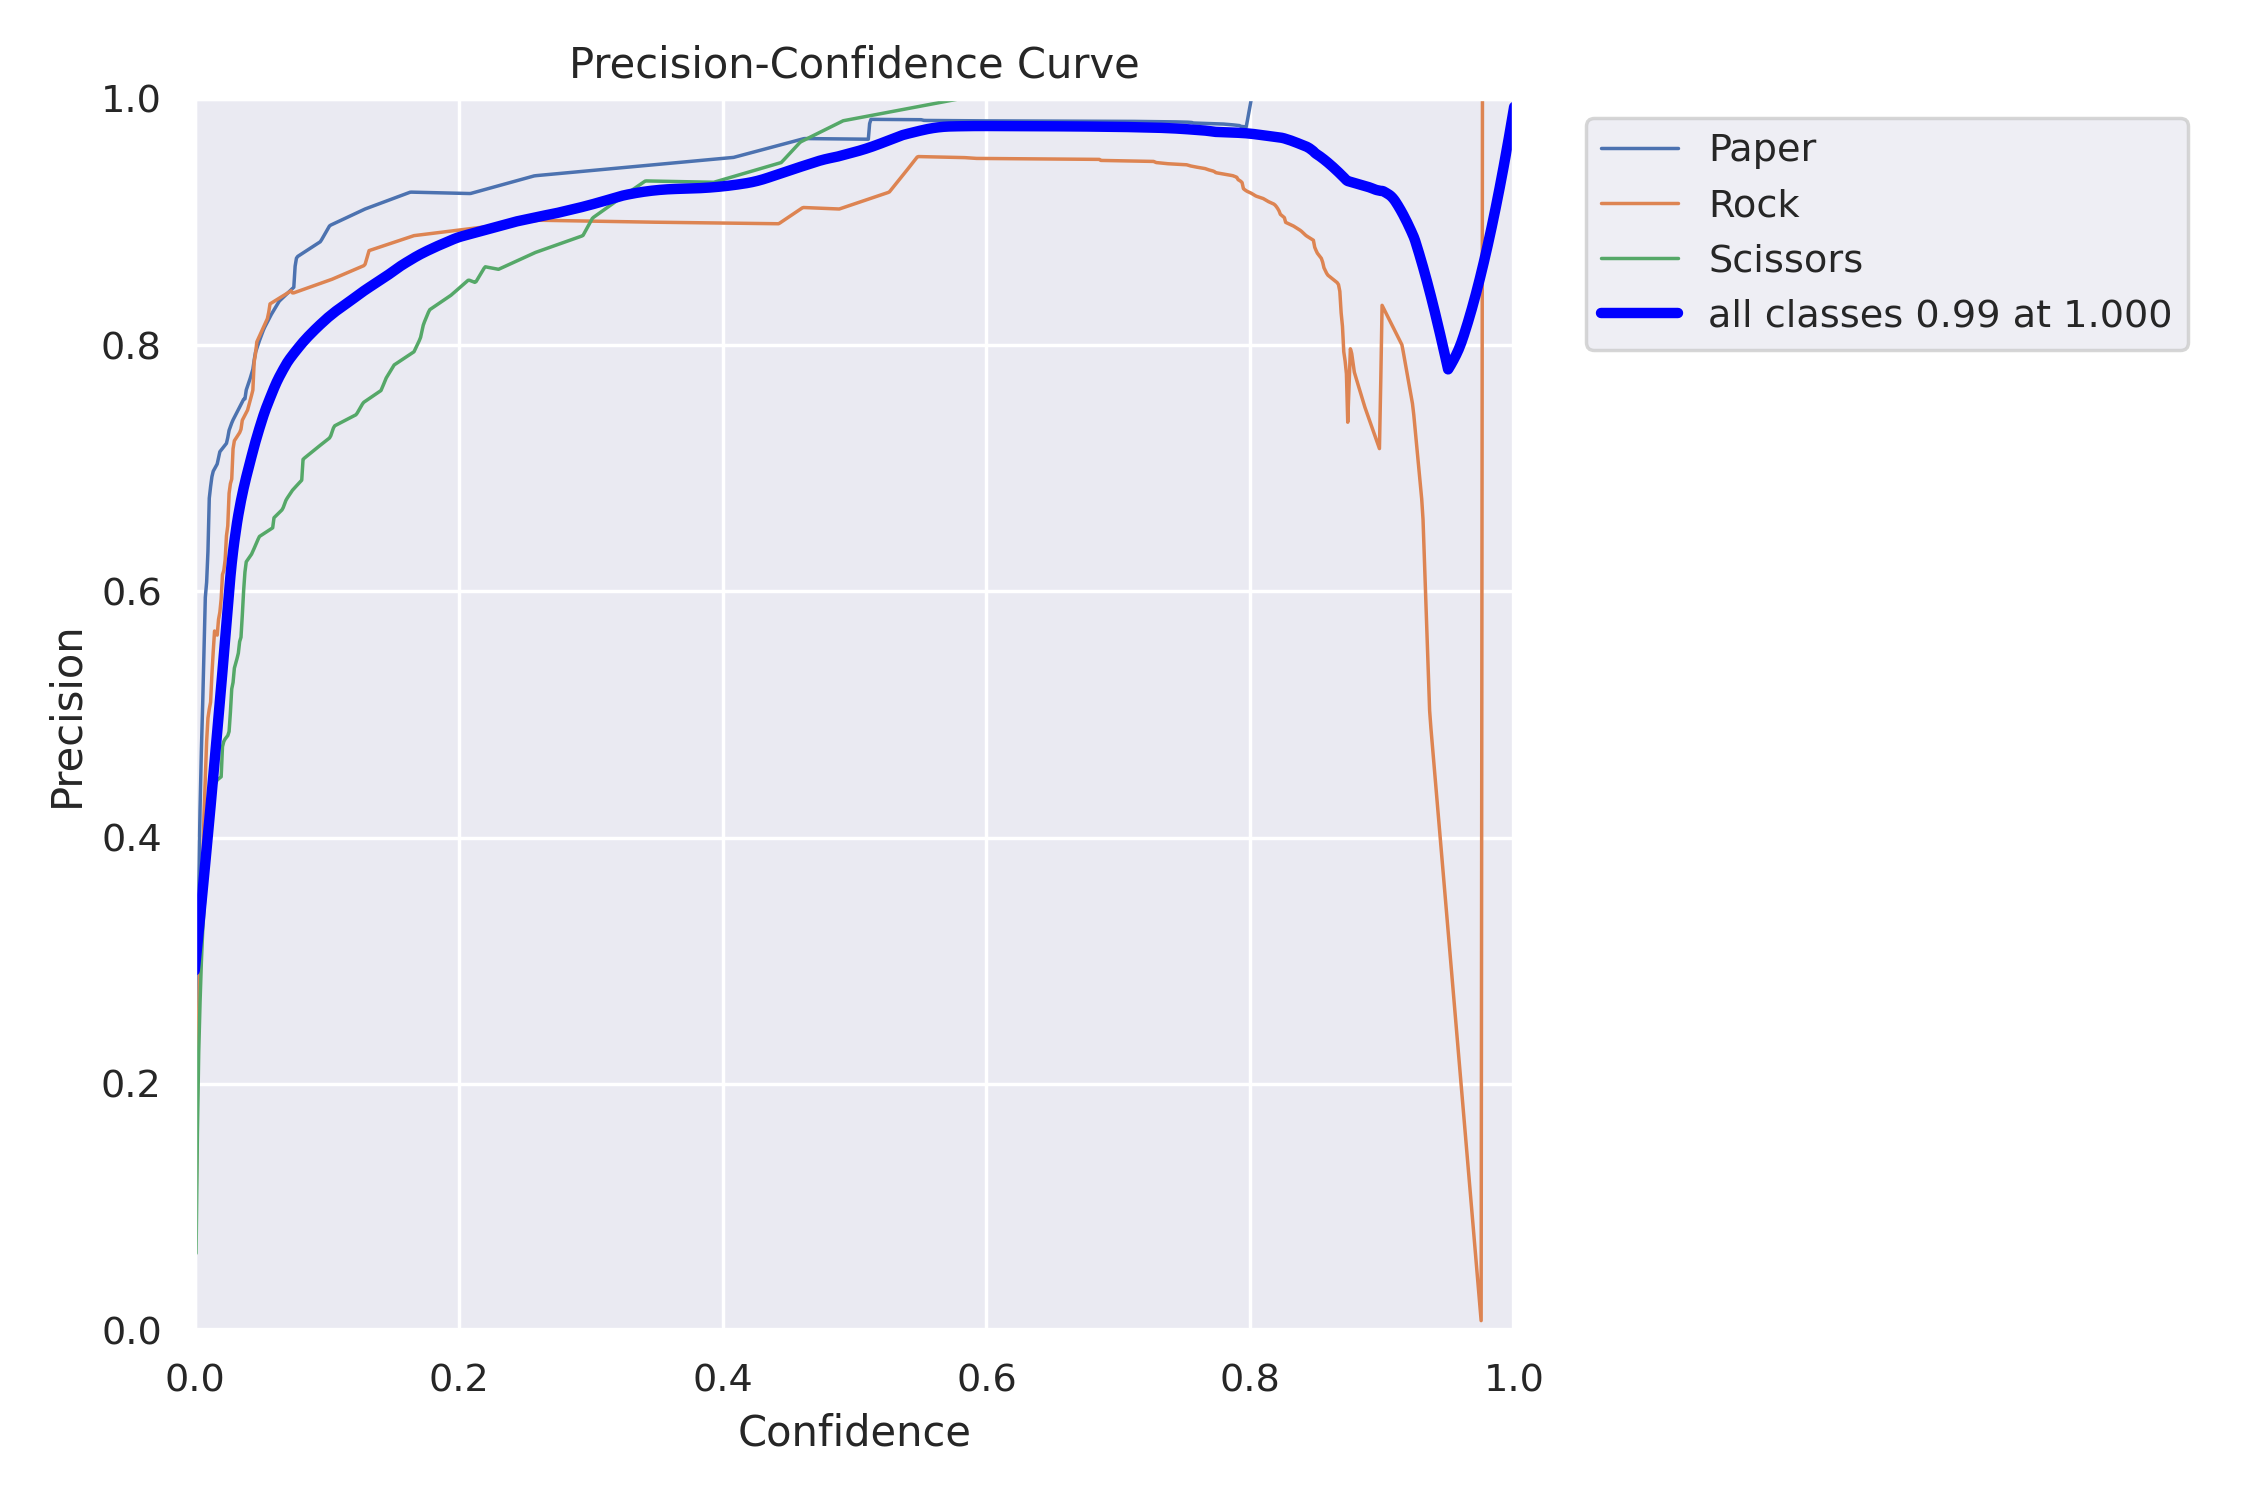 Precision-Confidence Curve
1.0
0.8
0.6
0.4
0.2
0.0
Precision
0.0 0.2 0.4 0.6 0.8 1.0
Confidence
Paper
Rock
Scissors
all classes 0.99 at 1.000